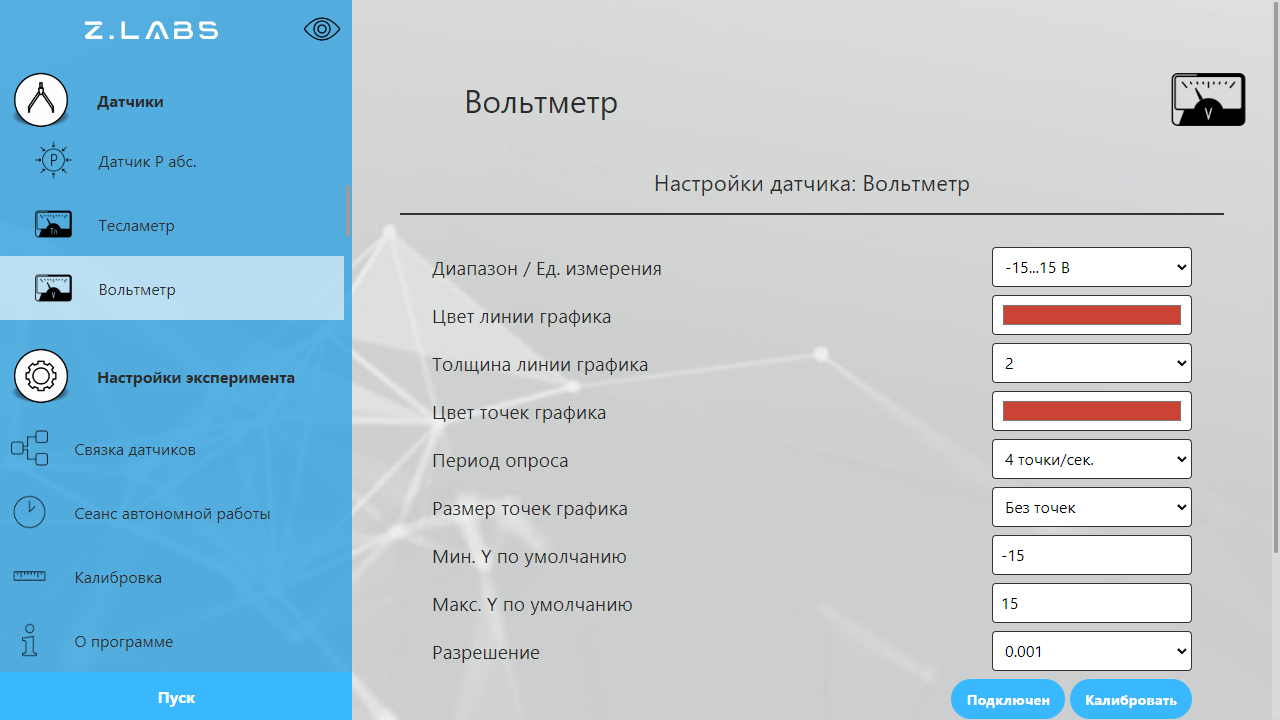 Z.LABS
Датчики
P
Датчик P абс.
Тл
Тесламетр
V
Вольтметр
Настройки эксперимента
Связка датчиков
Сеанс автономной работы
Калибровка
О программе
Пуск
Вольтметр
V
Настройки датчика: Вольтметр
Диапазон / Ед. измерения
-15...15 В
Цвет линии графика
Толщина линии графика
2
Цвет точек графика
Период опроса
4 точки/сек.
Размер точек графика
Без точек
Мин. Y по умолчанию
-15
Макс. Y по умолчанию
15
Разрешение
0.001
Подключен
Калибровать